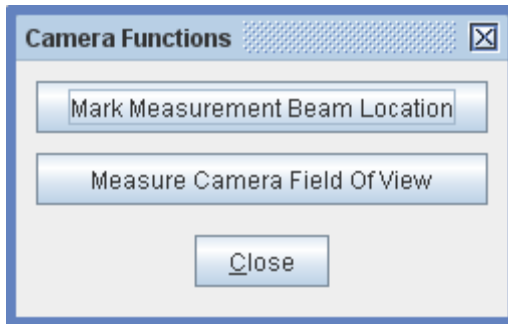 Camera Functions
Mark Measurement Beam Location
Measure Camera Field Of View
Close